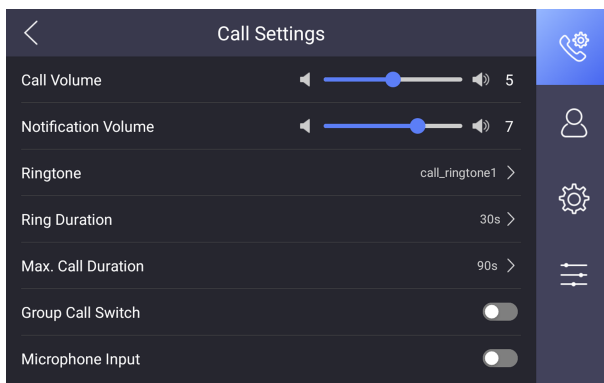 Call Settings
Call Volume 5
Notification Volume 7
Ringtone call_ringtone1
Ring Duration 30s
Max. Call Duration 90s
Group Call Switch
Microphone Input